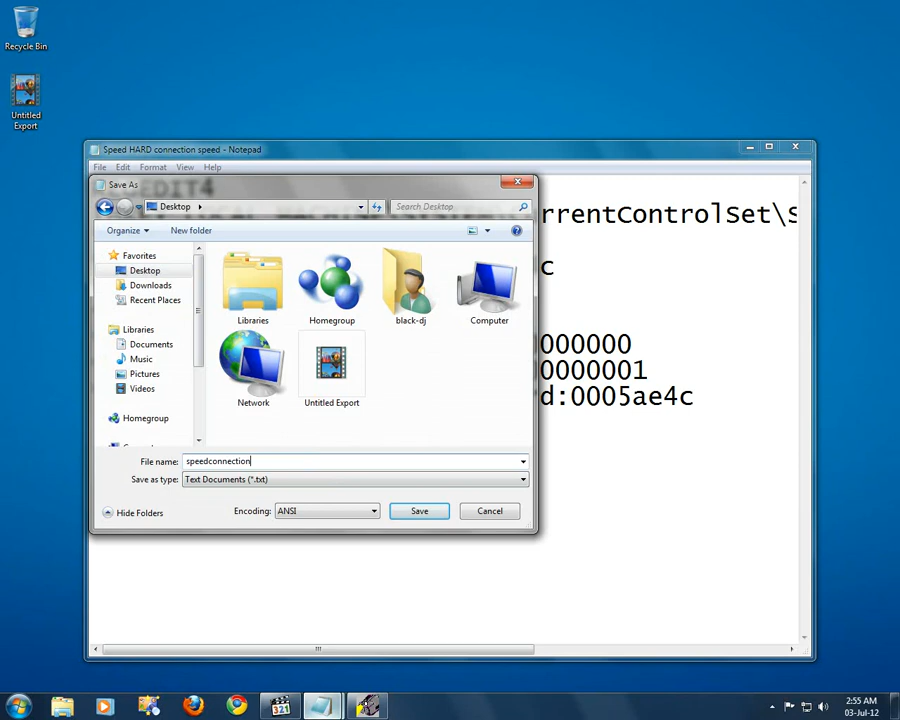 Recycle Bin
Untitled
Export
Speed HARD connection speed - Notepad
File Edit Format View Help
Save As
Desktop
Search Desktop
Organize
New folder
rrentControlSet\S
Favorites
Desktop
Downloads
Recent Places
Libraries
Documents
Music
Pictures
Videos
Homegroup
Libraries
Homegroup
black-dj
Computer
Network
Untitled Export
c
000000
0000001
d:0005ae4c
File name: speedconnection
Save as type: Text Documents (*.txt)
Hide Folders
Encoding: ANSI
Save
Cancel
321
2:55 AM
03-Jul-12